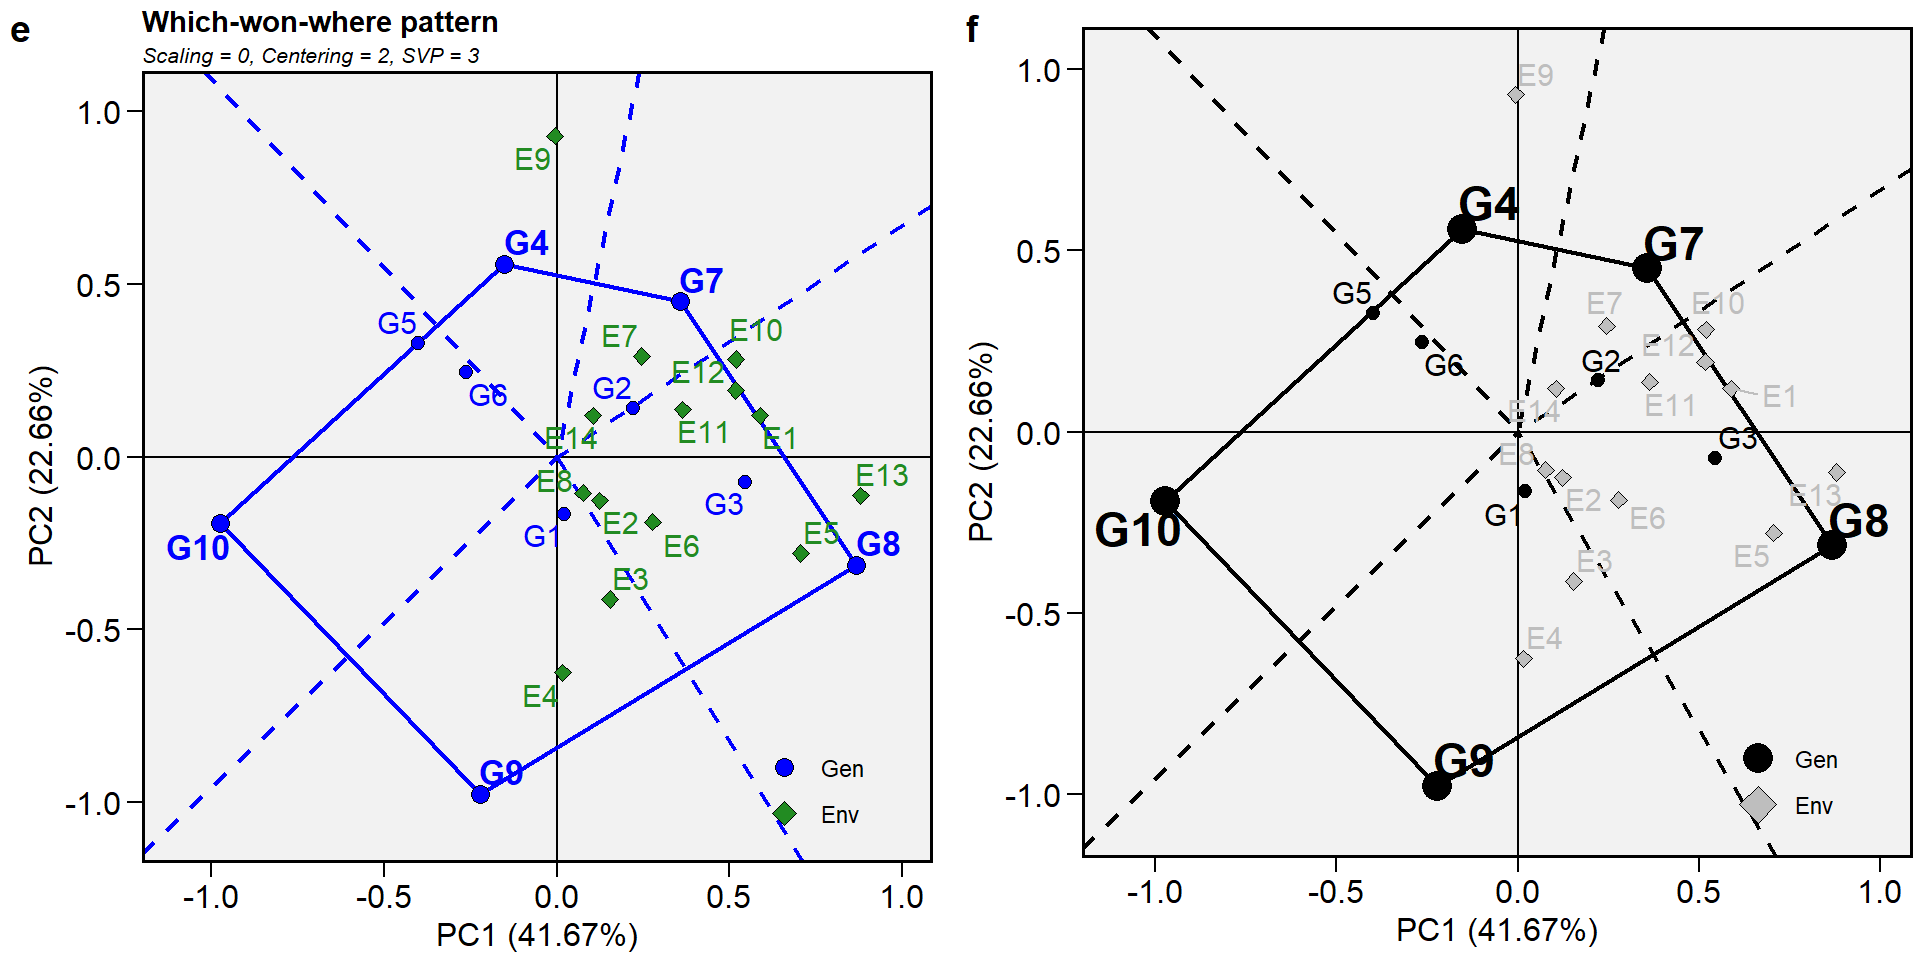 e
Which-won-where pattern
Scaling = 0, Centering = 2, SVP = 3
1.0
0.5
0.0
-0.5
-1.0
PC2 (22.66%)
E9
G4
G7
G5
E7
E10
G6
G2
E12
E14
E11
E1
E8
E13
G3
G10
G1
E2
E6
E5
G8
E3
E4
G9
Gen
Env
-1.0
-0.5
0.0
0.5
1.0
PC1 (41.67%)
f
1.0
0.5
0.0
-0.5
-1.0
PC2 (22.66%)
E9
G4
G7
G5
E7
E10
G6
G2
E12
E14
E11
E1
G3
E8
E13
G10
G1
E2
E6
G8
E3
E5
E4
G9
Gen
Env
-1.0
-0.5
0.0
0.5
1.0
PC1 (41.67%)